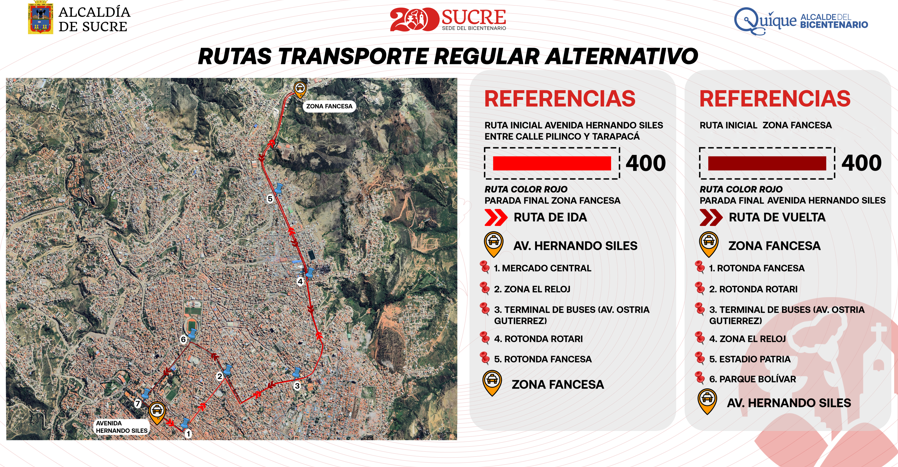 ALCALDÍA
DE SUCRE
200 SUCRE
SEDE DEL BICENTENARIO
Quique ALCALDE DEL
BICENTENARIO
RUTAS TRANSPORTE REGULAR ALTERNATIVO
ZONA FANCESA
5
4
6
2
3
7
1
AVENIDA
HERNANDO SILES
REFERENCIAS
RUTA INICIAL AVENIDA HERNANDO SILES
ENTRE CALLE PILINCO Y TARAPACÁ
400
RUTA COLOR ROJO
PARADA FINAL ZONA FANCESA
RUTA DE IDA
AV. HERNANDO SILES
1. MERCADO CENTRAL
2. ZONA EL RELOJ
3. TERMINAL DE BUSES (AV. OSTRIA
GUTIERREZ)
4. ROTONDA ROTARI
5. ROTONDA FANCESA
ZONA FANCESA
REFERENCIAS
RUTA INICIAL ZONA FANCESA
400
RUTA COLOR ROJO
PARADA FINAL AVENIDA HERNANDO SILES
RUTA DE VUELTA
ZONA FANCESA
1. ROTONDA FANCESA
2. ROTONDA ROTARI
3. TERMINAL DE BUSES (AV. OSTRIA
GUTIERREZ)
4. ZONA EL RELOJ
5. ESTADIO PATRIA
6. PARQUE BOLÍVAR
AV. HERNANDO SILES